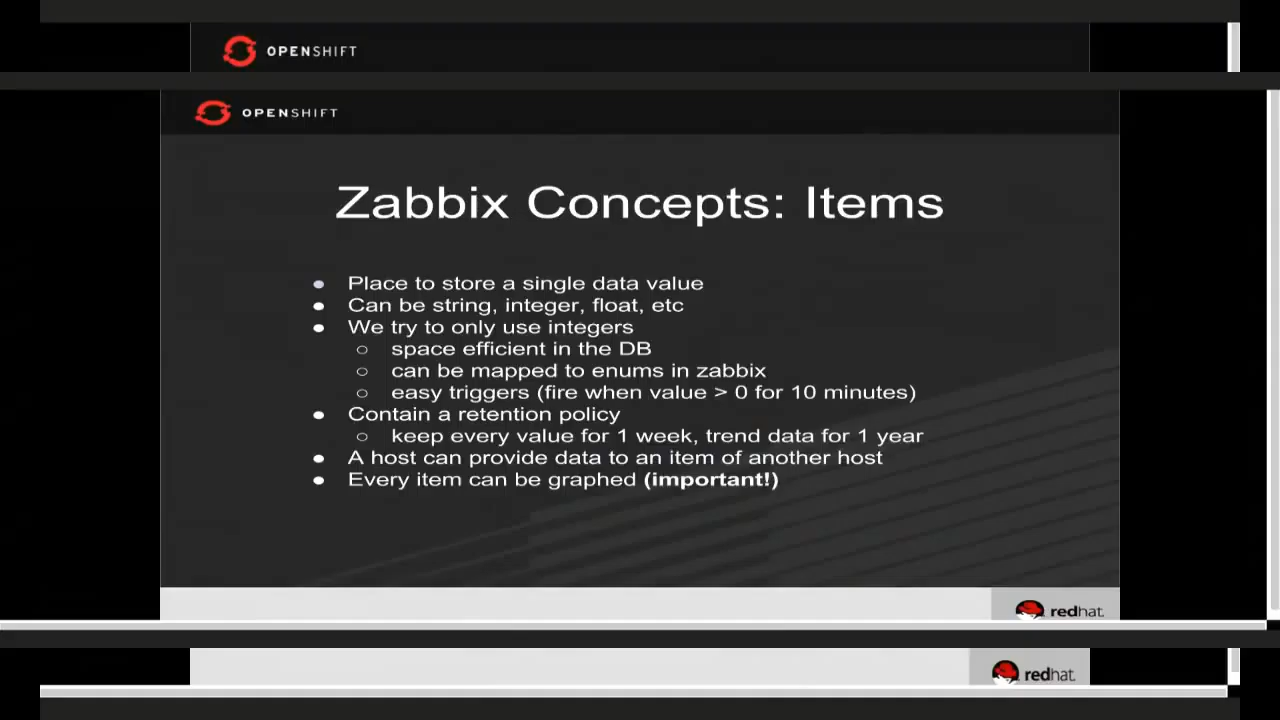 OPENSHIFT
OPENSHIFT
Zabbix Concepts: Items
● Place to store a single data value
● Can be string, integer, float, etc
● We try to only use integers
○ space efficient in the DB
○ can be mapped to enums in zabbix
○ easy triggers (fire when value > 0 for 10 minutes)
● Contain a retention policy
○ keep every value for 1 week, trend data for 1 year
● A host can provide data to an item of another host
● Every item can be graphed (important!)
redhat.
redhat.